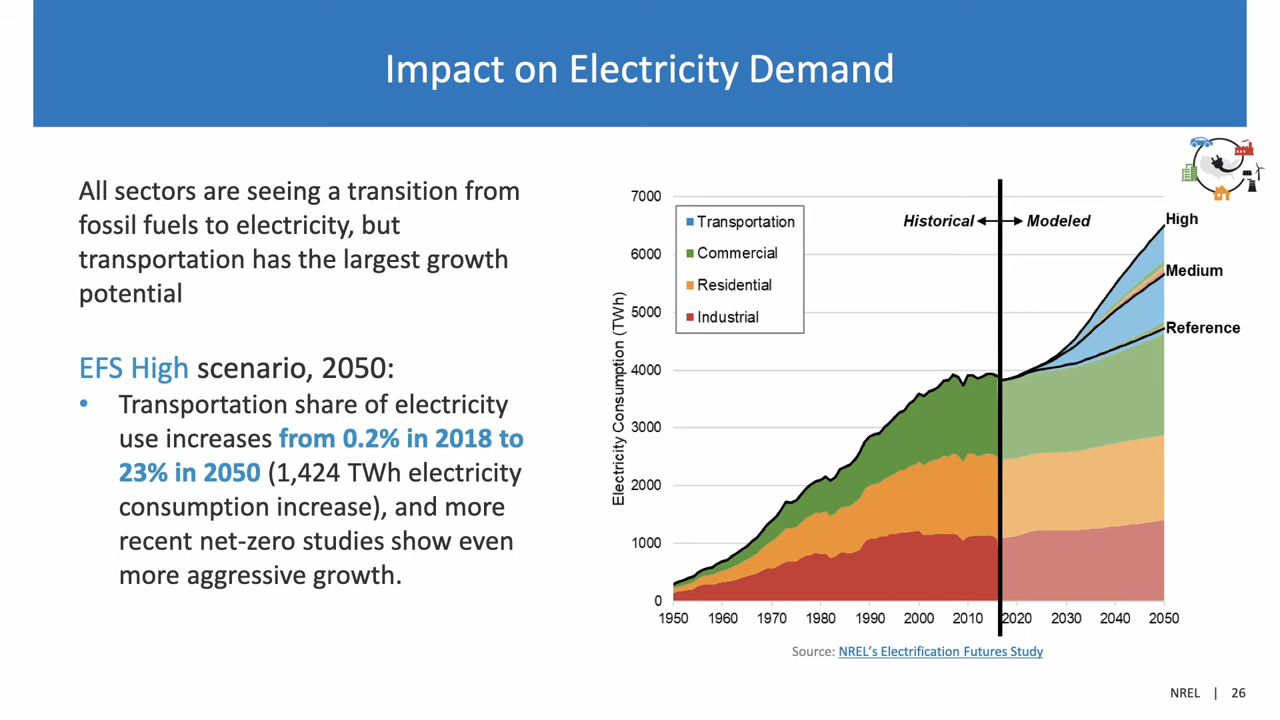 Impact on Electricity Demand
All sectors are seeing a transition from
fossil fuels to electricity, but
transportation has the largest growth
potential
EFS High scenario, 2050:
• Transportation share of electricity
use increases from 0.2% in 2018 to
23% in 2050 (1,424 TWh electricity
consumption increase), and more
recent net-zero studies show even
more aggressive growth.
Electricity Consumption (TWh)
7000
6000
5000
4000
3000
2000
1000
0
Transportation
Commercial
Residential
Industrial
Historical
Modeled
High
Medium
Reference
1950 1960 1970 1980 1990 2000 2010 2020 2030 2040 2050
Source: NREL's Electrification Futures Study
NREL | 26